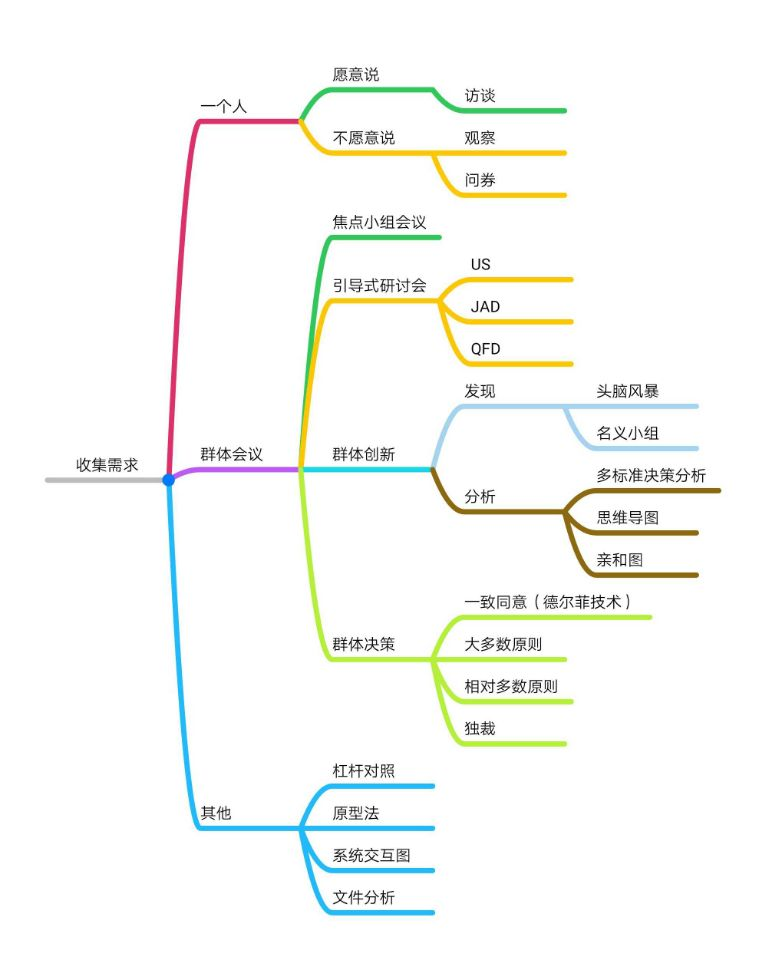 收集需求
一个人
愿意说
访谈
不愿意说
观察
问券
群体会议
焦点小组会议
引导式研讨会
US
JAD
QFD
群体创新
发现
头脑风暴
名义小组
分析
多标准决策分析
思维导图
亲和图
群体决策
一致同意（德尔菲技术）
大多数原则
相对多数原则
独裁
其他
杠杆对照
原型法
系统交互图
文件分析